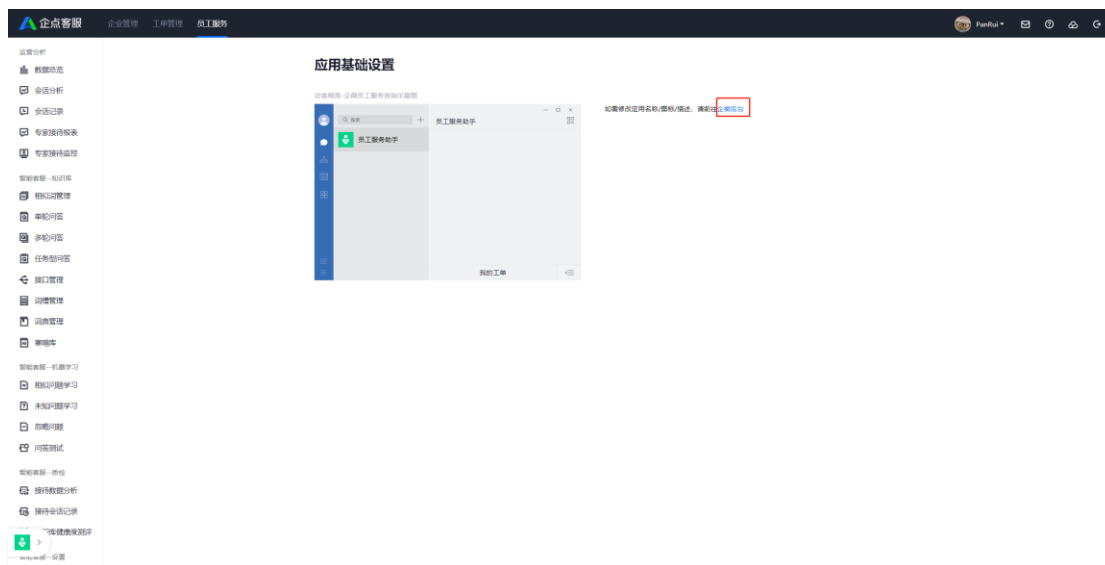 企点客服
企业管理 工单管理 员工服务
PanRui
运营分析
数据总览
会话分析
会话记录
专家接待报表
专家接待监控
智能客服--知识库
相似词管理
单轮问答
多轮问答
任务型问答
接口管理
词槽管理
词典管理
寒暄库
智能客服--机器学习
相似问题学习
未知问题学习
忽略问题
问答测试
智能客服--质检
接待数据分析
接待会话记录
库健康度测评
应用基础设置
搜索
员工服务助手
员工服务助手
我的工单
如需修改应用名称/图标/描述，请前往企微后台